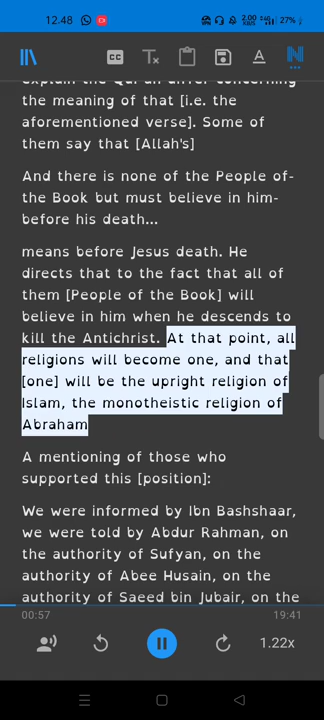 12.48
2.00
27%
CC
explain the Qur'an differ concerning
the meaning of that [i.e. the
aforementioned verse]. Some of
them say that [Allah's]
And there is none of the People of-
the Book but must believe in him-
before his death...
means before Jesus death. He
directs that to the fact that all of
them [People of the Book] will
believe in him when he descends to
kill the Antichrist. At that point, all
religions will become one, and that
[one] will be the upright religion of
Islam, the monotheistic religion of
Abraham
A mentioning of those who
supported this [position]:
We were informed by Ibn Bashshaar,
we were told by Abdur Rahman, on
the authority of Sufyan, on the
authority of Abee Husain, on the
authority of Saeed bin Jubair, on the
00:57
19:41
1.22x